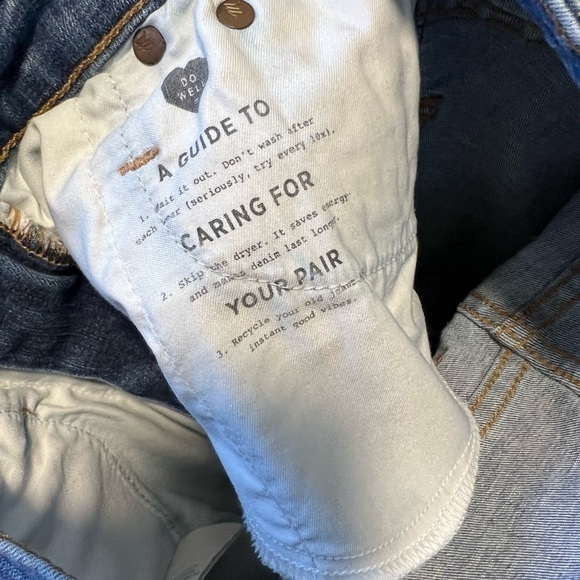 DO
WELL
A GUIDE TO
1. Wait it out. Don't wash after
each wear (seriously, try every 10x).
CARING FOR
2. Skip the dryer. It saves energy
and makes denim last longer.
YOUR PAIR
3. Recycle your old jeans
instant good vibes.